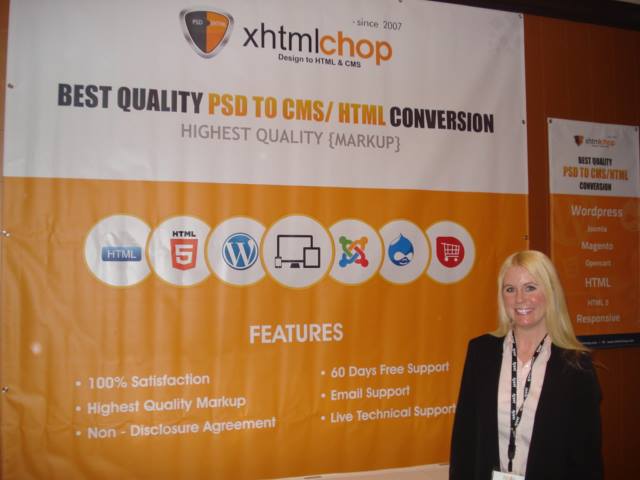 PSD
- since 2007
xhtmlchop
Design to HTML & CMS
BEST QUALITY PSD TO CMS/ HTML CONVERSION
HIGHEST QUALITY {MARKUP}
HTML
HTML
5
FEATURES
• 100% Satisfaction
• Highest Quality Markup
• Non - Disclosure Agreement
• 60 Days Free Support
• Email Support
• Live Technical Support
xhtmlchop
BEST QUALITY
PSD TO CMS/HTML
CONVERSION
Wordpress
Joomla
Magento
Opencart
HTML
HTML 5
Responsive